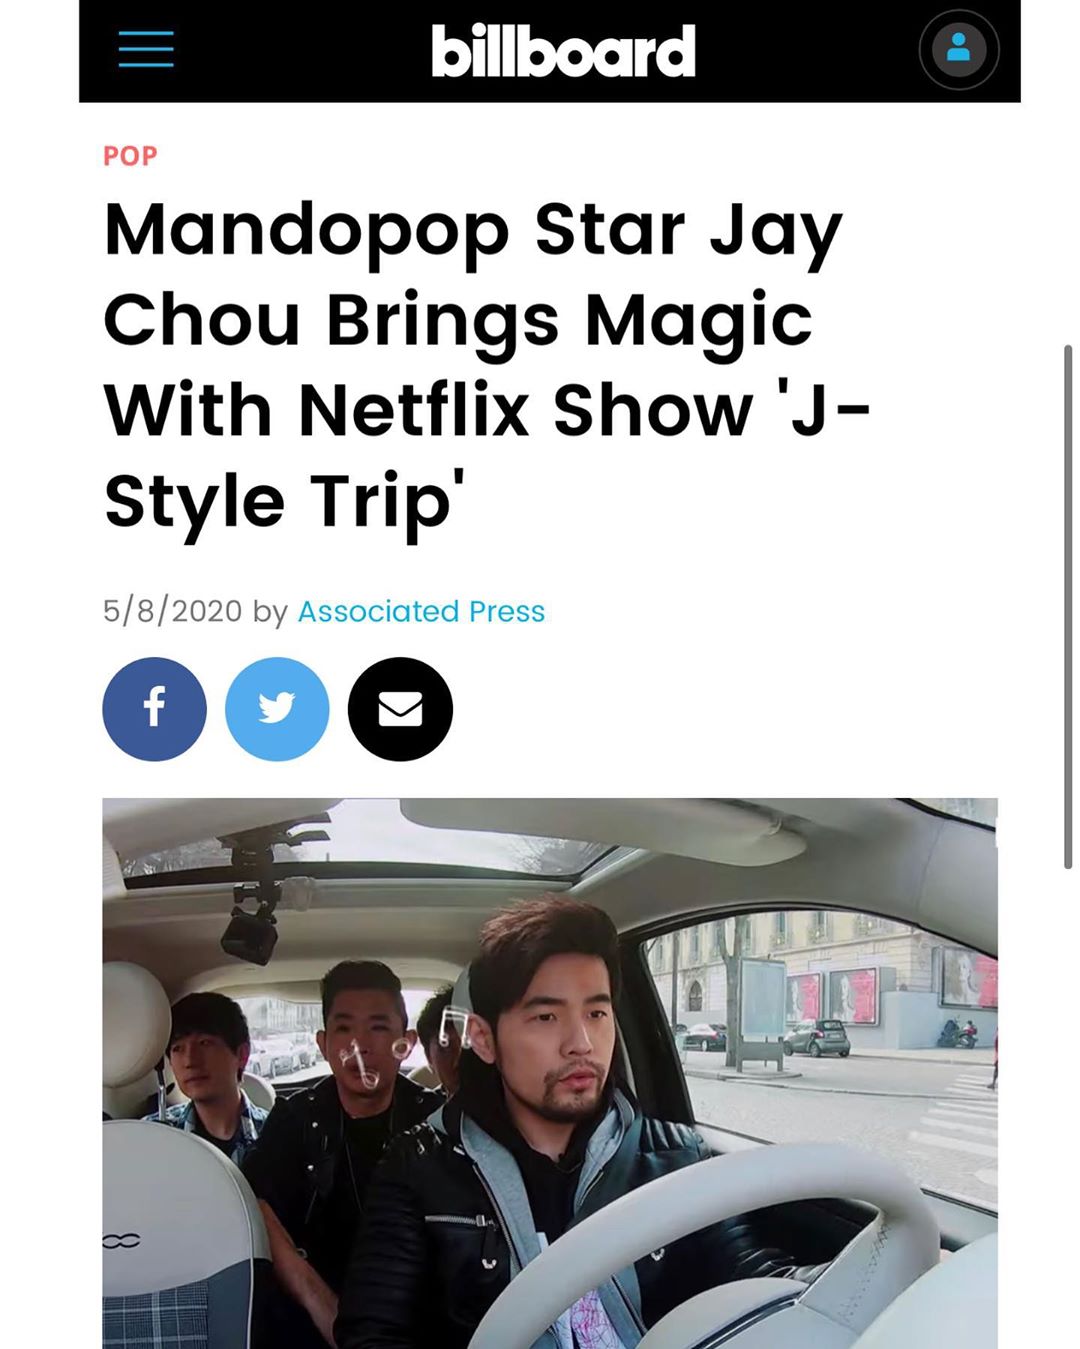 billboard
POP
Mandopop Star Jay
Chou Brings Magic
With Netflix Show 'J-
Style Trip'
5/8/2020 by Associated Press